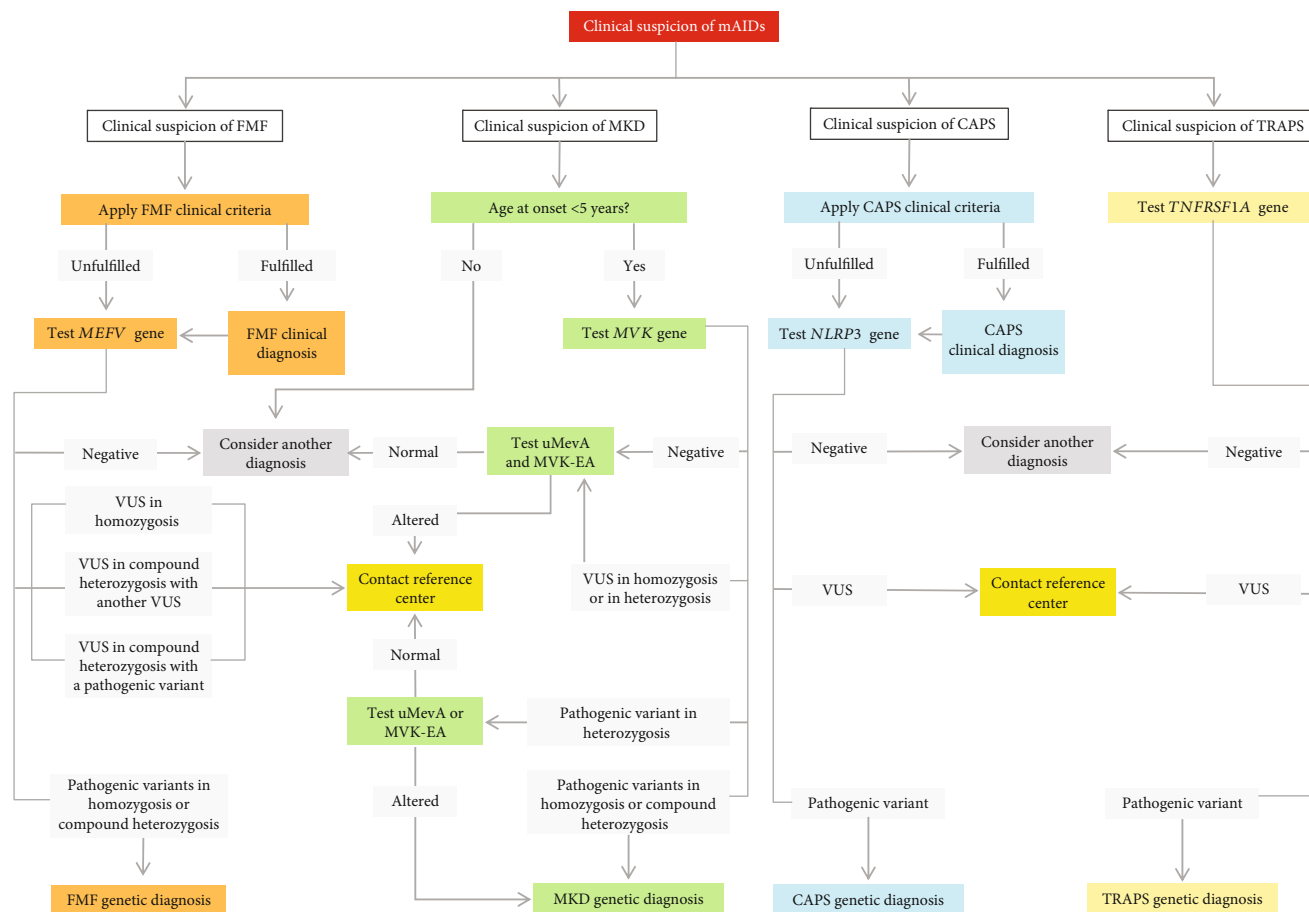 Clinical suspicion of mAIDs
Clinical suspicion of FMF
Clinical suspicion of MKD
Clinical suspicion of CAPS
Clinical suspicion of TRAPS
Apply FMF clinical criteria
Age at onset <5 years?
Apply CAPS clinical criteria
Test TNFRSF1A gene
Unfulfilled
Fulfilled
No
Yes
Unfulfilled
Fulfilled
Test MEFV gene
FMF clinical
diagnosis
Test MVK gene
Test NLRP3 gene
CAPS
clinical diagnosis
Negative
Consider another
diagnosis
Normal
Test uMevA
and MVK-EA
Negative
Negative
Consider another
diagnosis
Negative
VUS in
homozygosis
Altered
VUS in compound
heterozygosis with
another VUS
Contact reference
center
VUS in homozygosis
or in heterozygosis
VUS
Contact reference
center
VUS
VUS in compound
heterozygosis with
a pathogenic variant
Normal
Test uMevA or
MVK-EA
Pathogenic variant in
heterozygosis
Pathogenic variants in
homozygosis or
compound heterozygosis
Altered
Pathogenic variants in
homozygosis or compound
heterozygosis
Pathogenic variant
Pathogenic variant
FMF genetic diagnosis
MKD genetic diagnosis
CAPS genetic diagnosis
TRAPS genetic diagnosis